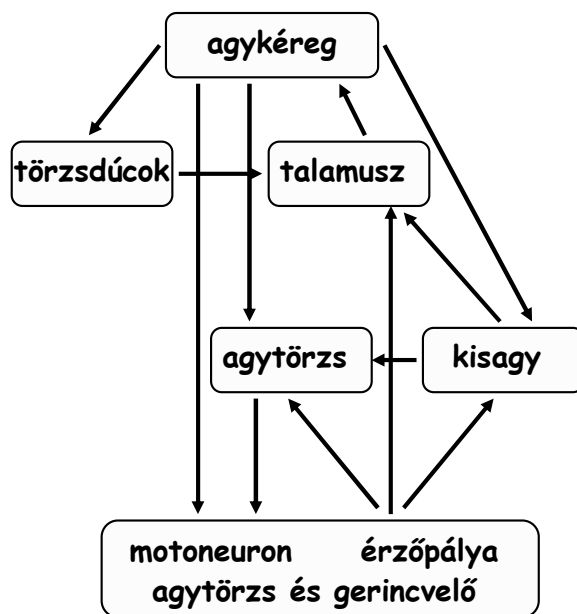 agykéreg
törzsdúcok
talamusz
agytörzs
kisagy
motoneuron érzőpálya
agytörzs és gerincvelő